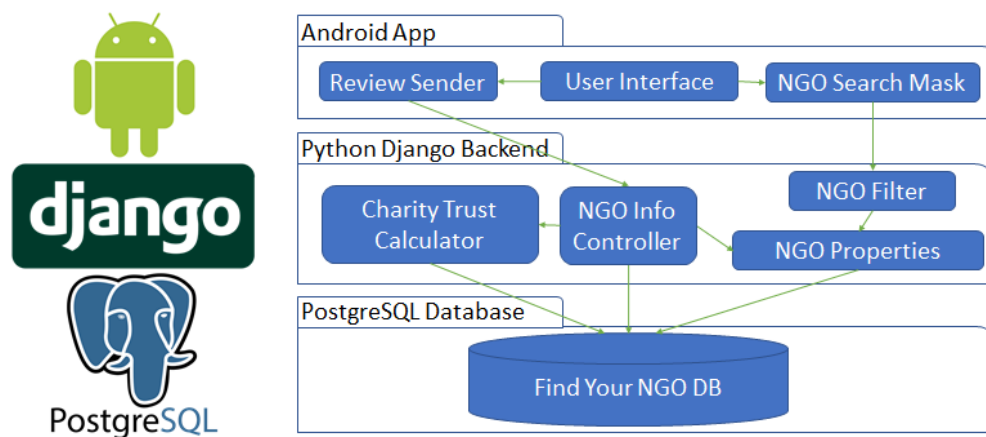 Android App
Review Sender
User Interface
NGO Search Mask
django
Python Django Backend
Charity Trust
Calculator
NGO Info
Controller
NGO Filter
NGO Properties
PostgreSQL
PostgreSQL Database
Find Your NGO DB